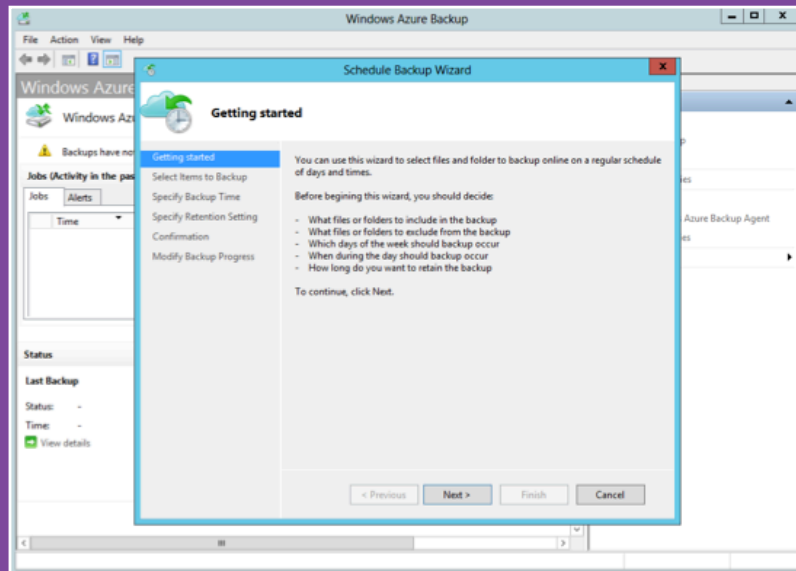 Windows Azure Backup
File Action View Help
Windows Azure
Windows Az
Backups have no
Jobs (Activity in the pas
Jobs Alerts
Time
Status
Last Backup
Status: -
Time: -
View details
Schedule Backup Wizard
Getting started
Getting started
Select Items to Backup
Specify Backup Time
Specify Retention Setting
Confirmation
Modify Backup Progress
You can use this wizard to select files and folder to backup online on a regular schedule
of days and times.
Before begining this wizard, you should decide:
- What files or folders to include in the backup
- What files or folders to exclude from the backup
- Which days of the week should backup occur
- When during the day should backup occur
- How long do you want to retain the backup
To continue, click Next.
< Previous Next > Finish Cancel
Azure Backup Agent